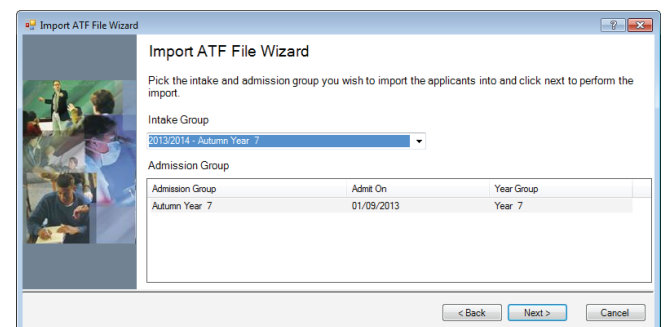 Import ATF File Wizard
Import ATF File Wizard
Pick the intake and admission group you wish to import the applicants into and click next to perform the
import.
Intake Group
2013/2014 - Autumn Year 7
Admission Group
Admission Group Admit On Year Group
Autumn Year 7 01/09/2013 Year 7
< Back Next > Cancel